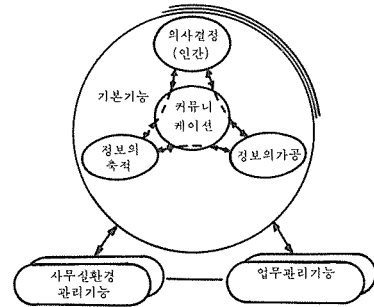 의사결정
(인간)
기본기능
커뮤니
케이션
정보의
축적
정보의가공
사무실환경
관리기능
업무관리기능